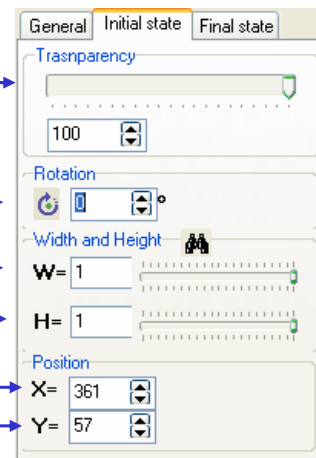 General Initial state Final state
Trasnparency
100
Rotation
0 °
Width and Height
W= 1
H= 1
Position
X= 361
Y= 57